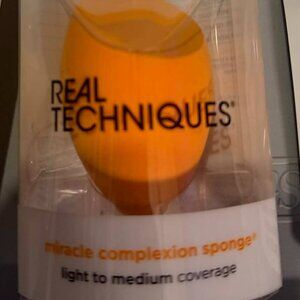 REAL
TECHNIQUES®
miracle complexion sponge®
light to medium coverage